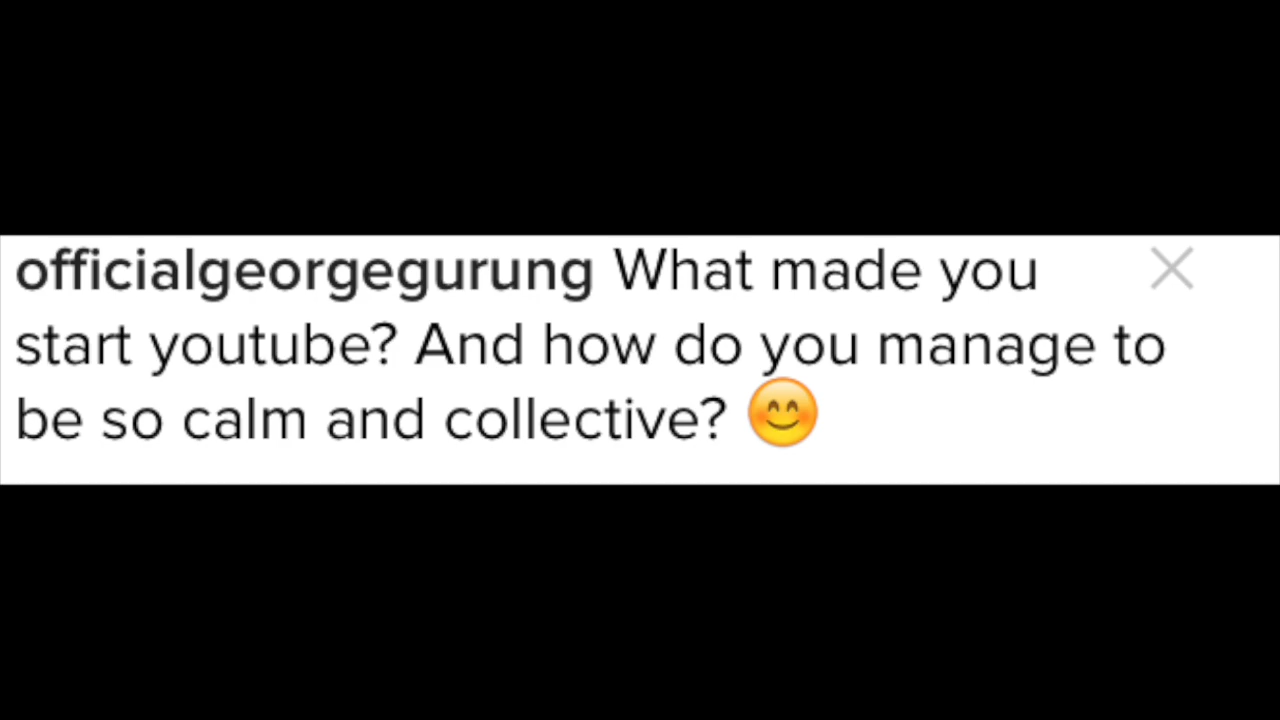 officialgeorgegurung What made you
start youtube? And how do you manage to
be so calm and collective? 😊